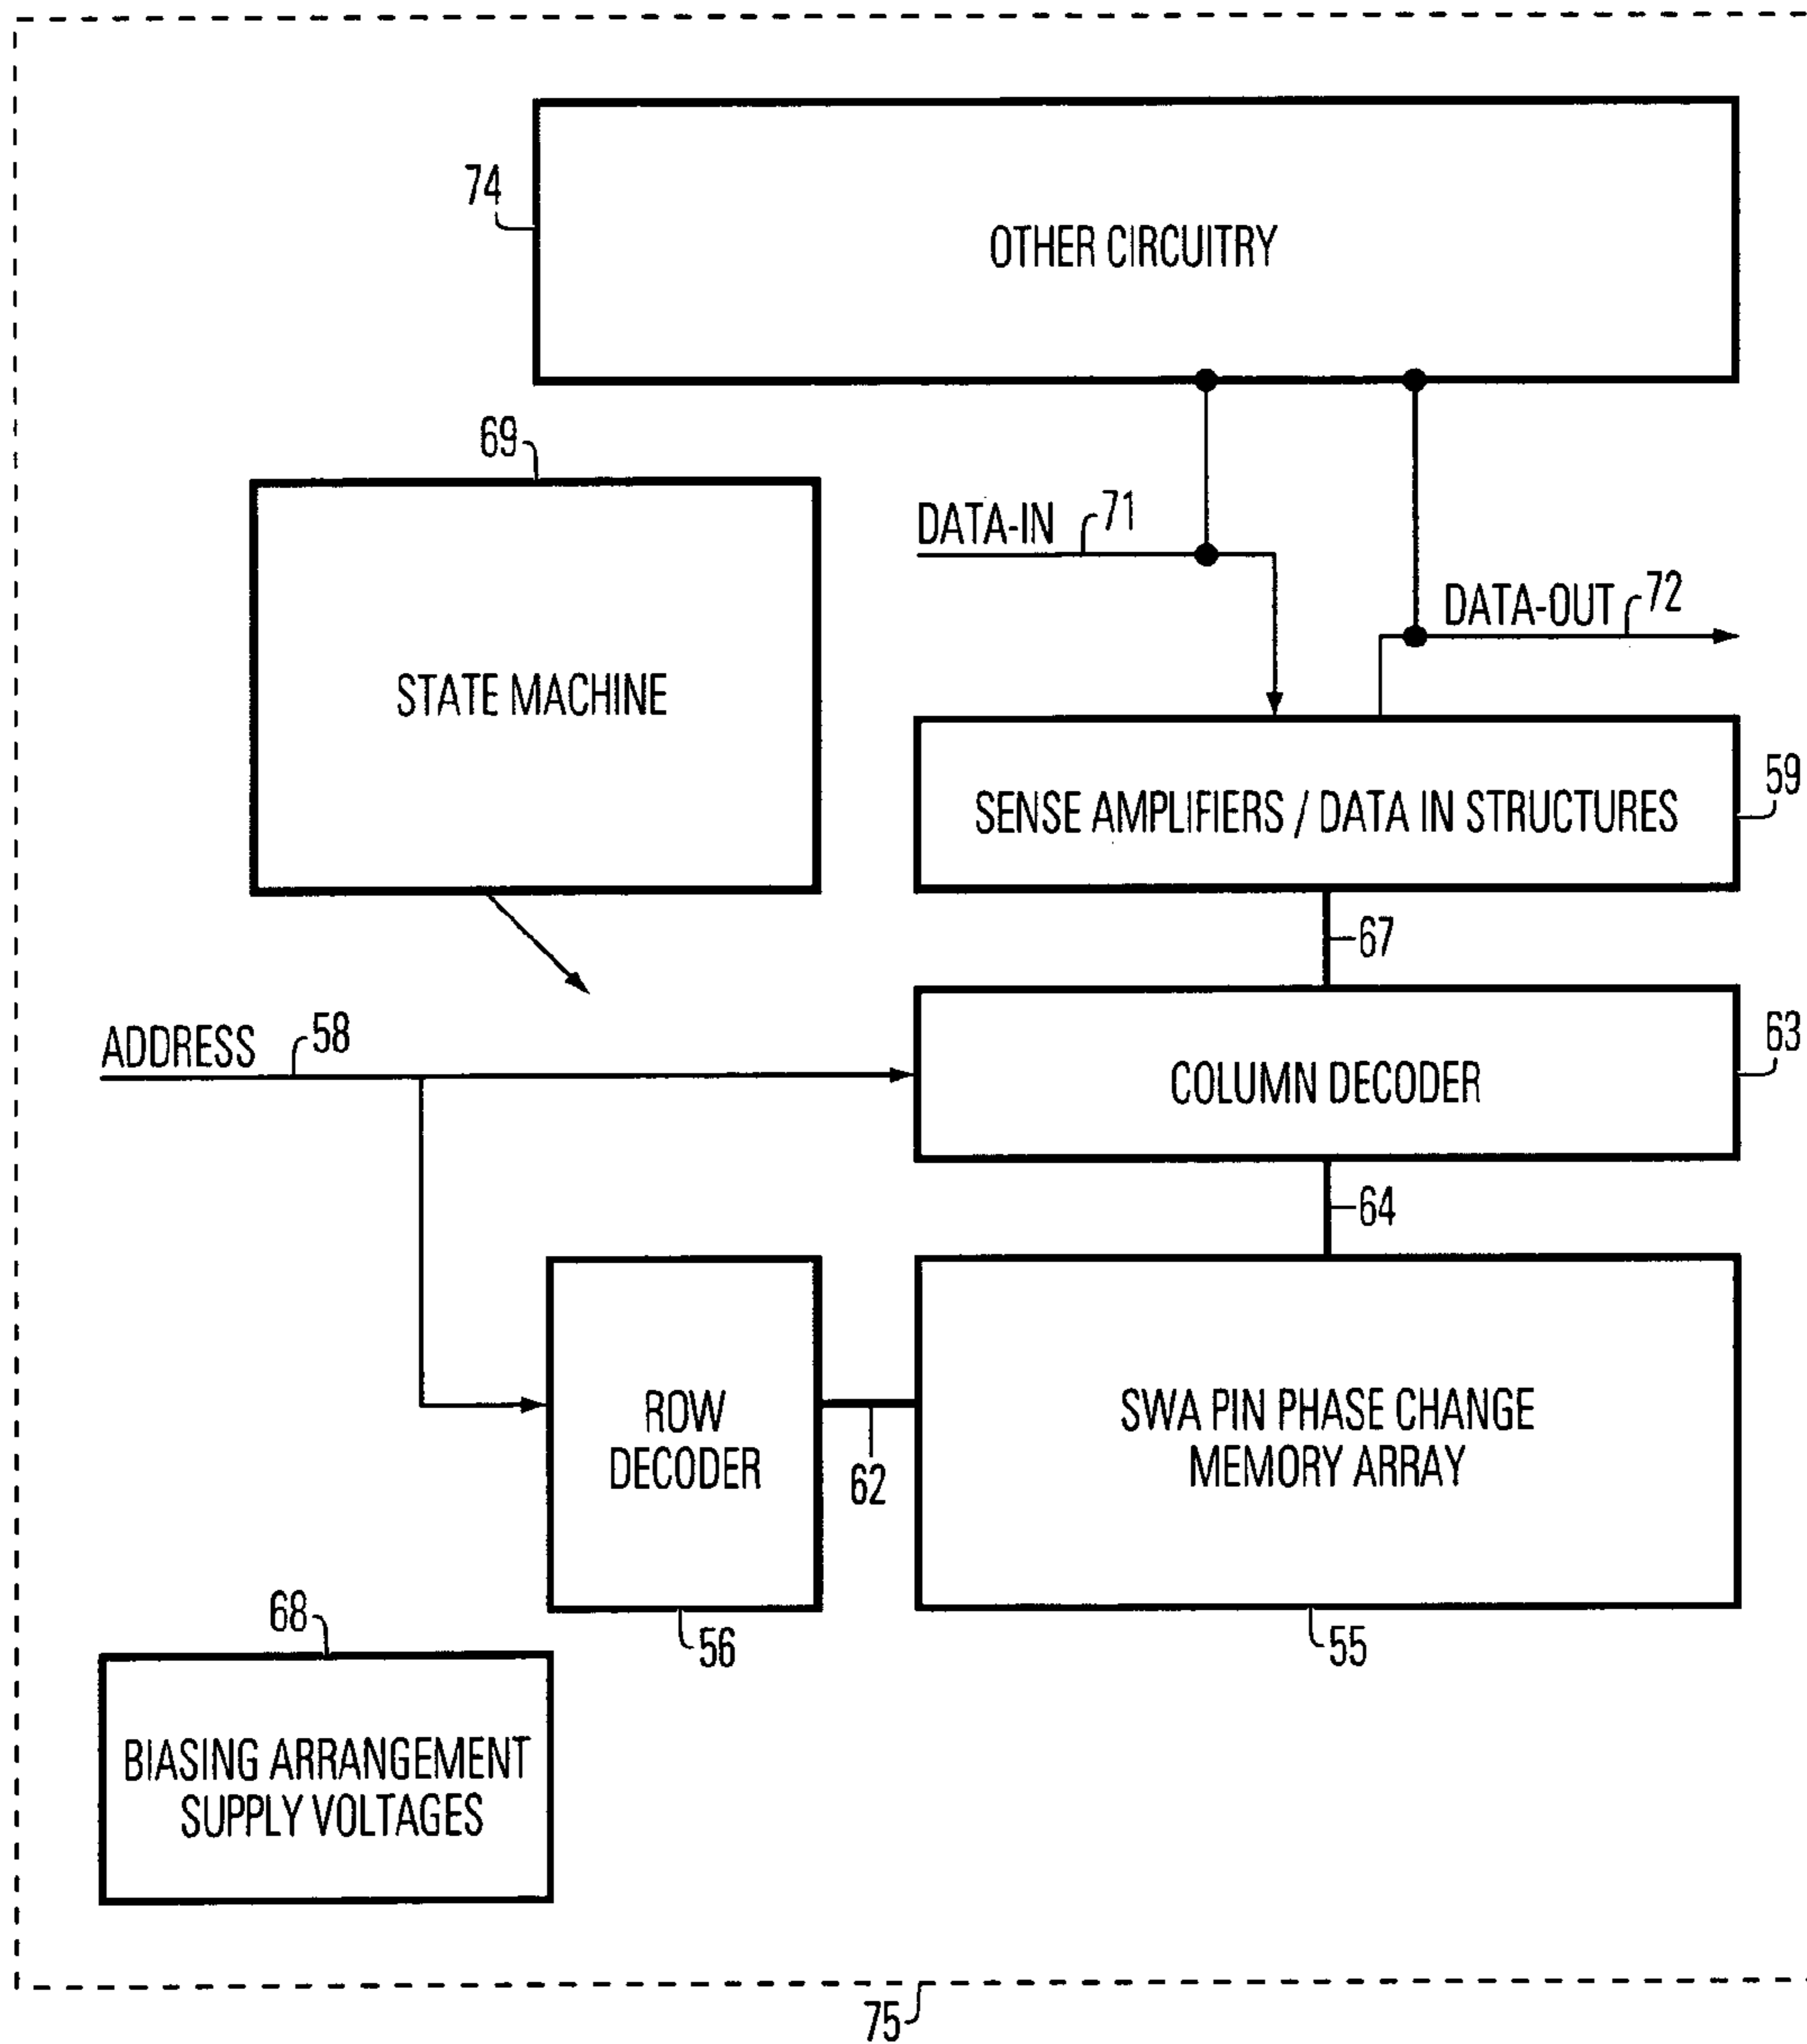 74
OTHER CIRCUITRY
69
DATA-IN
71
DATA-OUT
72
STATE MACHINE
SENSE AMPLIFIERS / DATA IN STRUCTURES
59
67
ADDRESS
58
COLUMN DECODER
63
64
ROW
DECODER
62
SWA PIN PHASE CHANGE
MEMORY ARRAY
68
56
55
BIASING ARRANGEMENT
SUPPLY VOLTAGES
75